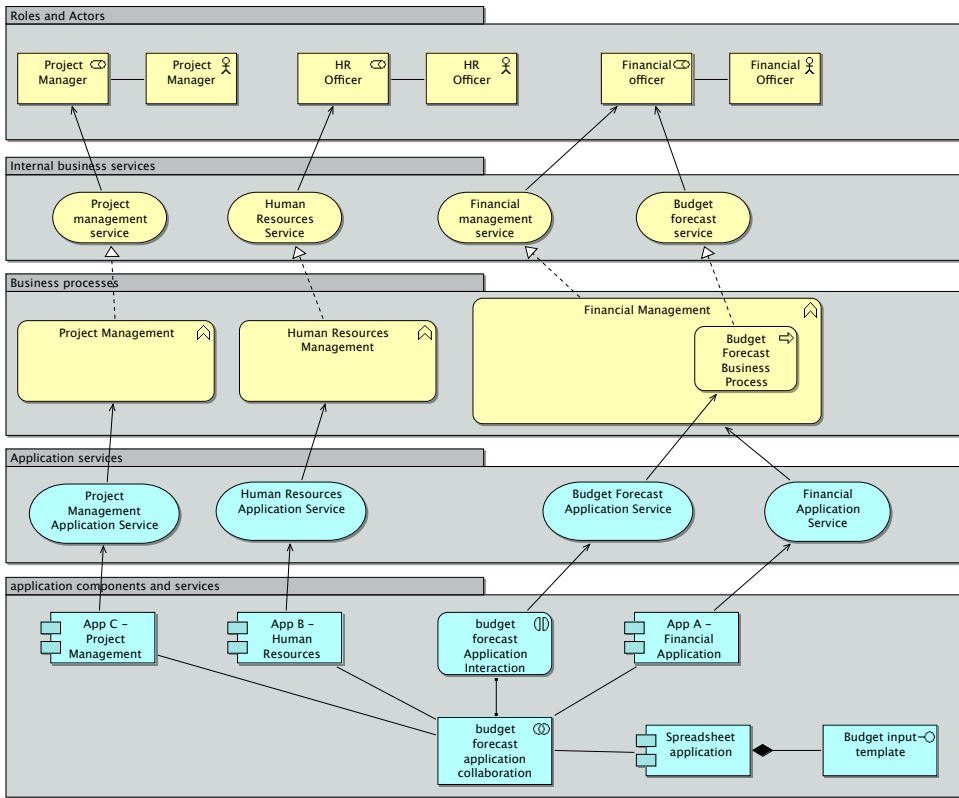 Roles and Actors
Project
Manager
Project
Manager
HR
Officer
HR
Officer
Financial
officer
Financial
Officer
Internal business services
Project
management
service
Human
Resources
Service
Financial
management
service
Budget
forecast
service
Business processes
Project Management
Human Resources
Management
Financial Management
Budget
Forecast
Business
Process
Application services
Project
Management
Application Service
Human Resources
Application Service
Budget Forecast
Application Service
Financial
Application
Service
application components and services
App C –
Project
Management
App B –
Human
Resources
budget
forecast
Application
Interaction
App A –
Financial
Application
budget
forecast
application
collaboration
Spreadsheet
application
Budget input
template